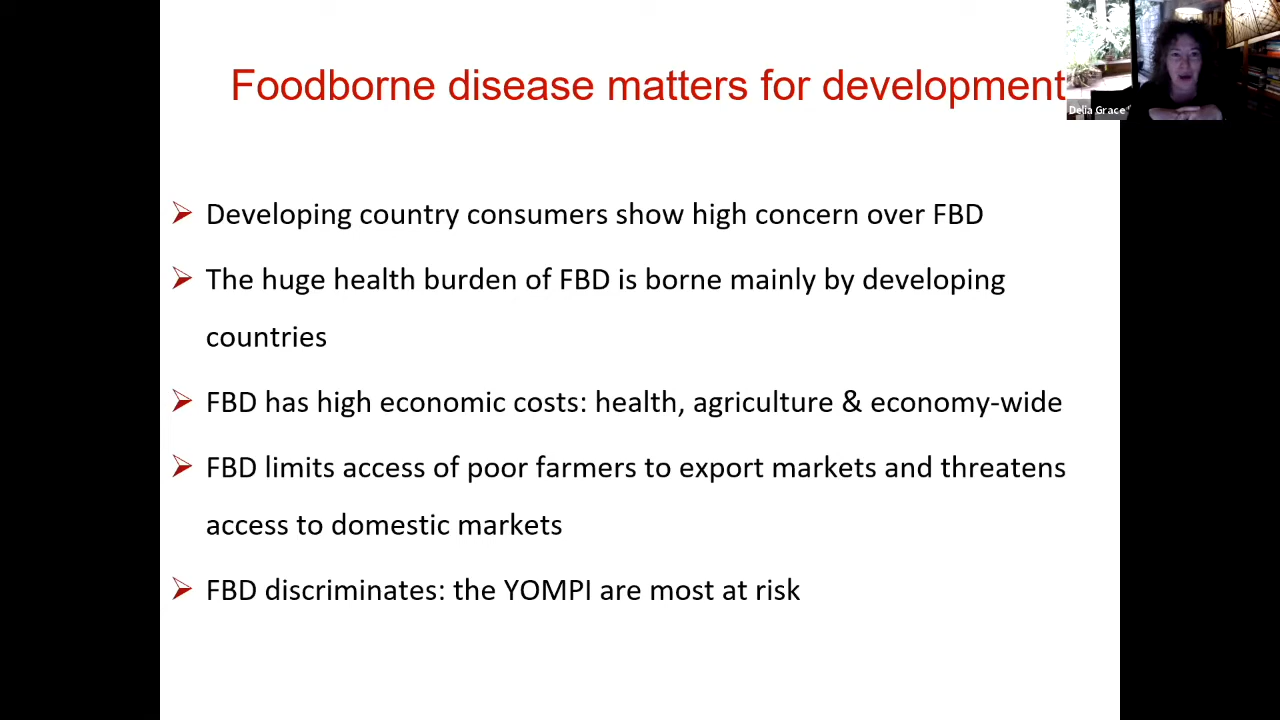 Foodborne disease matters for development
Delia Grace
Developing country consumers show high concern over FBD
The huge health burden of FBD is borne mainly by developing
countries
FBD has high economic costs: health, agriculture & economy-wide
FBD limits access of poor farmers to export markets and threatens
access to domestic markets
FBD discriminates: the YOMPI are most at risk